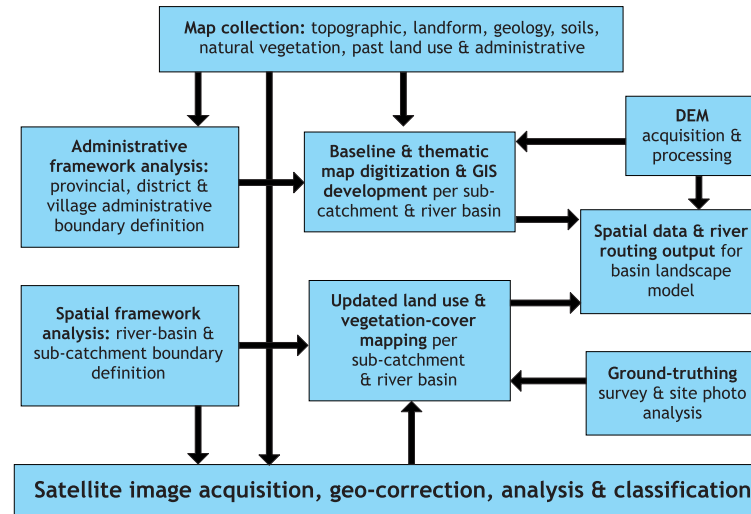 Map collection: topographic, landform, geology, soils,
natural vegetation, past land use & administrative
Administrative
framework analysis:
provincial, district &
village administrative
boundary definition
Baseline & thematic
map digitization & GIS
development per sub-
catchment & river basin
DEM
acquisition &
processing
Spatial data & river
routing output for
basin landscape
model
Spatial framework
analysis: river-basin &
sub-catchment boundary
definition
Updated land use &
vegetation-cover
mapping per
sub-catchment
& river basin
Ground-truthing
survey & site photo
analysis
Satellite image acquisition, geo-correction, analysis & classification